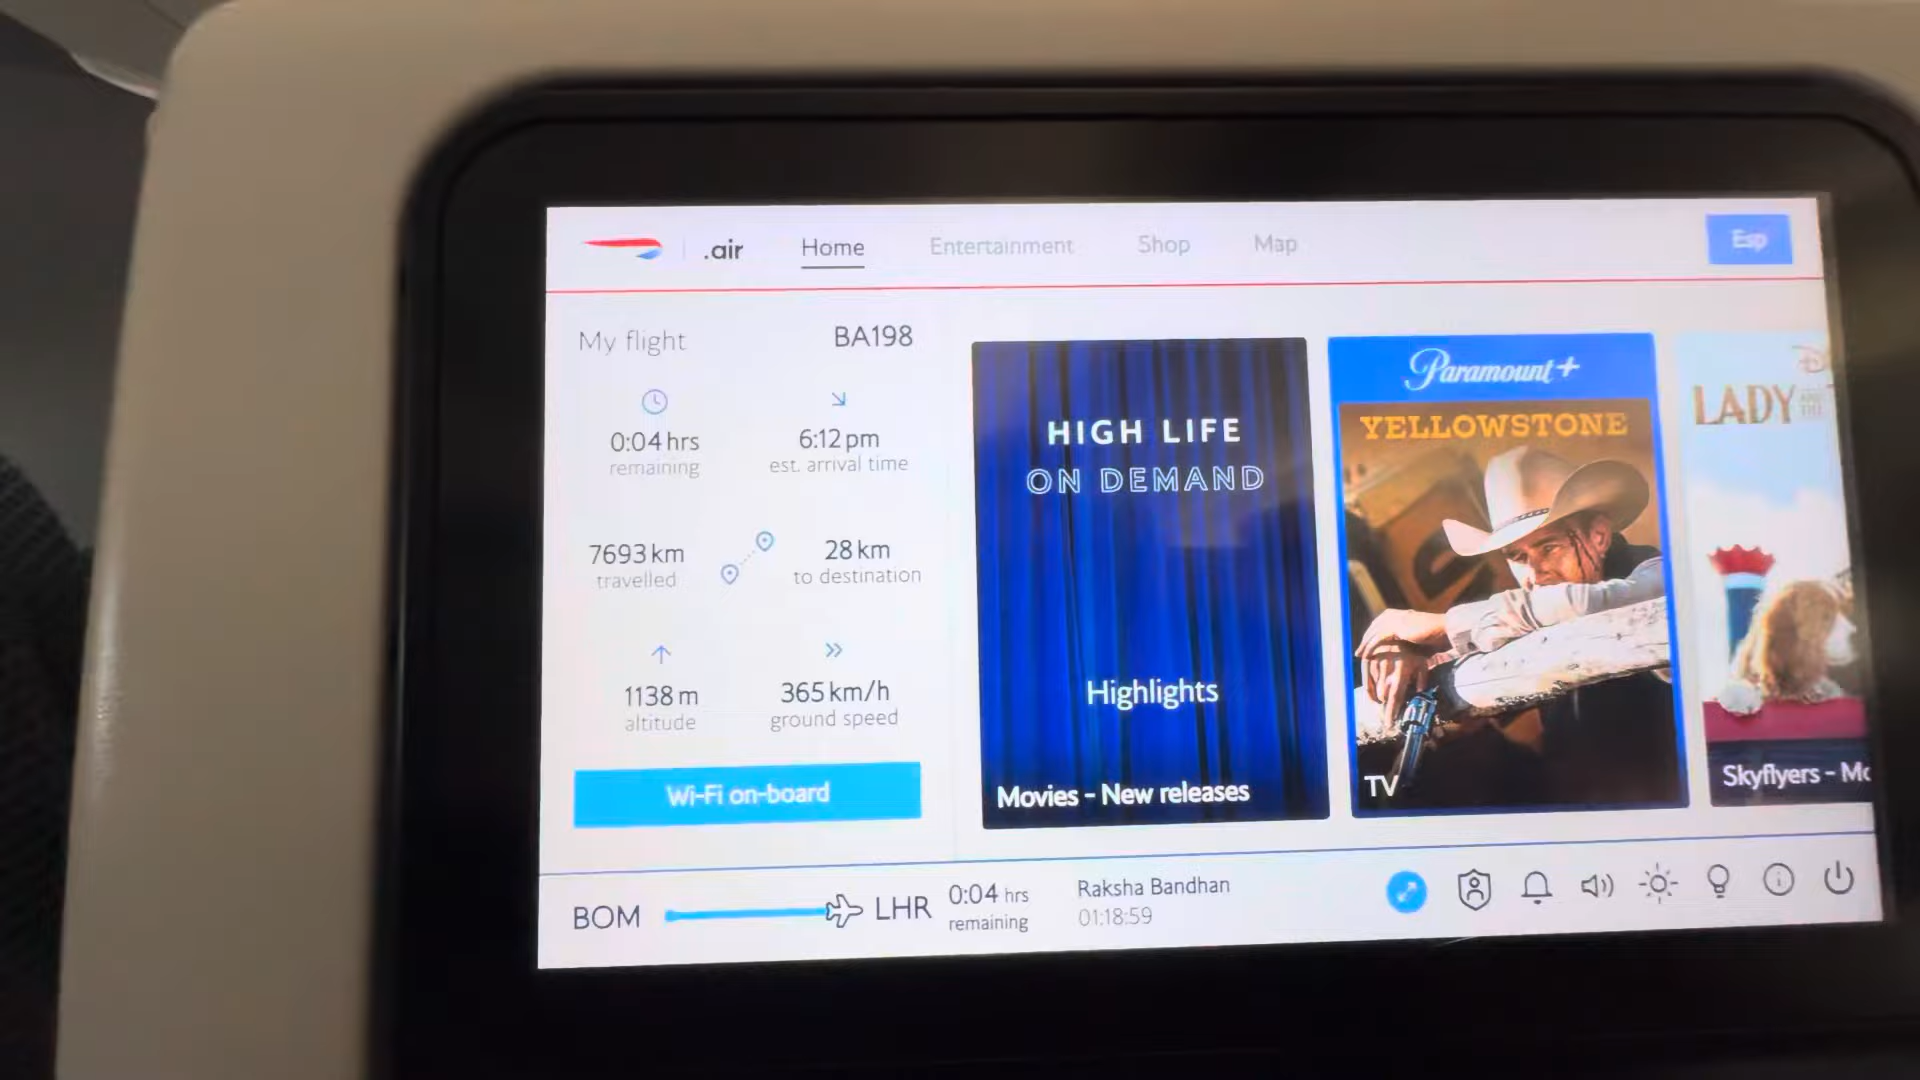 .air Home Entertainment Shop Map Esp
My flight BA198
0:04 hrs
remaining
6:12 pm
est. arrival time
7693 km
travelled
28 km
to destination
1138 m
altitude
365 km/h
ground speed
Wi-Fi on-board
HIGH LIFE
ON DEMAND
Highlights
Movies - New releases
Paramount+
YELLOWSTONE
TV
LADY
Skyflyers - Mo
BOM LHR 0:04 hrs
remaining
Raksha Bandhan
01:18:59